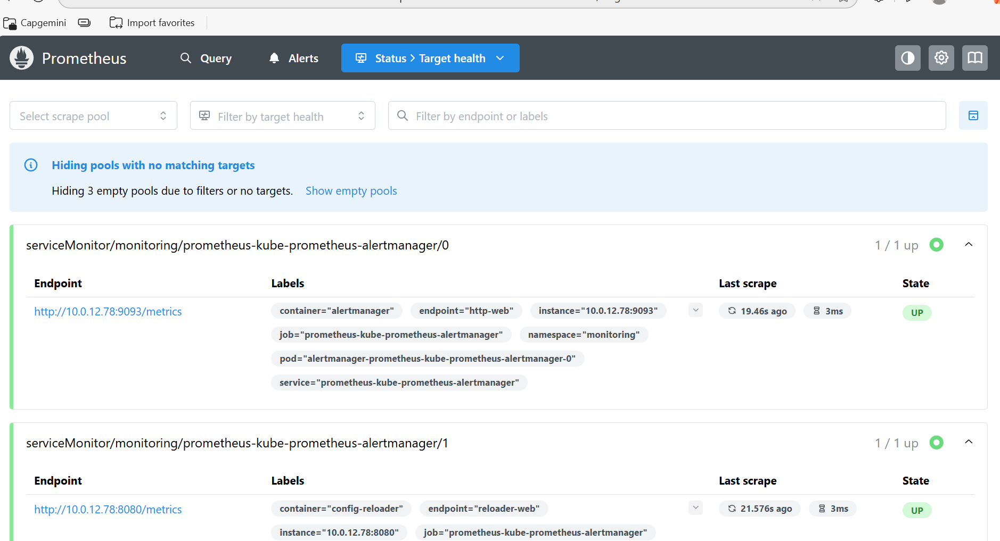 Capgemini Import favorites
Prometheus Query Alerts Status > Target health
Select scrape pool Filter by target health Filter by endpoint or labels
Hiding pools with no matching targets
Hiding 3 empty pools due to filters or no targets. Show empty pools
serviceMonitor/monitoring/prometheus-kube-prometheus-alertmanager/0 1 / 1 up
Endpoint Labels Last scrape State
http://10.0.12.78:9093/metrics container="alertmanager" endpoint="http-web" instance="10.0.12.78:9093" 19.46s ago 3ms UP
job="prometheus-kube-prometheus-alertmanager" namespace="monitoring"
pod="alertmanager-prometheus-kube-prometheus-alertmanager-0"
service="prometheus-kube-prometheus-alertmanager"
serviceMonitor/monitoring/prometheus-kube-prometheus-alertmanager/1 1 / 1 up
Endpoint Labels Last scrape State
http://10.0.12.78:8080/metrics container="config-reloader" endpoint="reloader-web" 21.576s ago 3ms UP
instance="10.0.12.78:8080" job="prometheus-kube-prometheus-alertmanager"